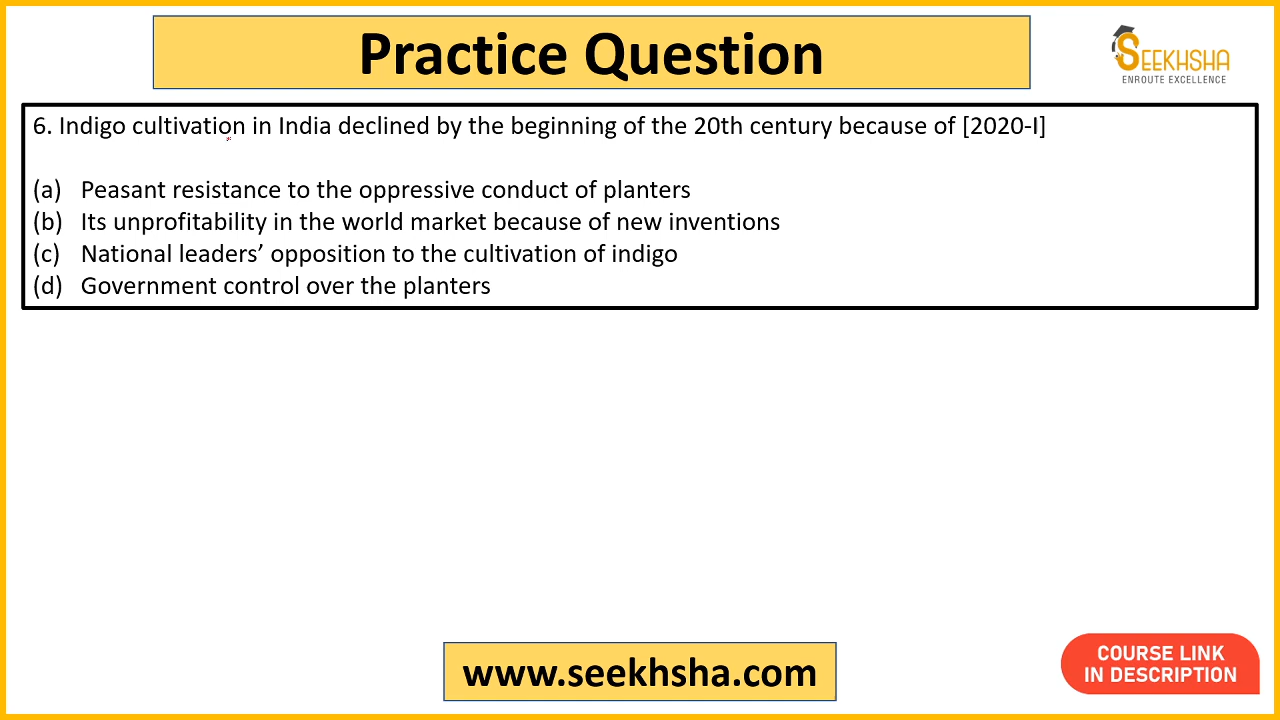 Practice Question
SEEKHSHA
ENROUTE EXCELLENCE
6. Indigo cultivation in India declined by the beginning of the 20th century because of [2020-I]
(a) Peasant resistance to the oppressive conduct of planters
(b) Its unprofitability in the world market because of new inventions
(c) National leaders’ opposition to the cultivation of indigo
(d) Government control over the planters
www.seekhsha.com
COURSE LINK
IN DESCRIPTION